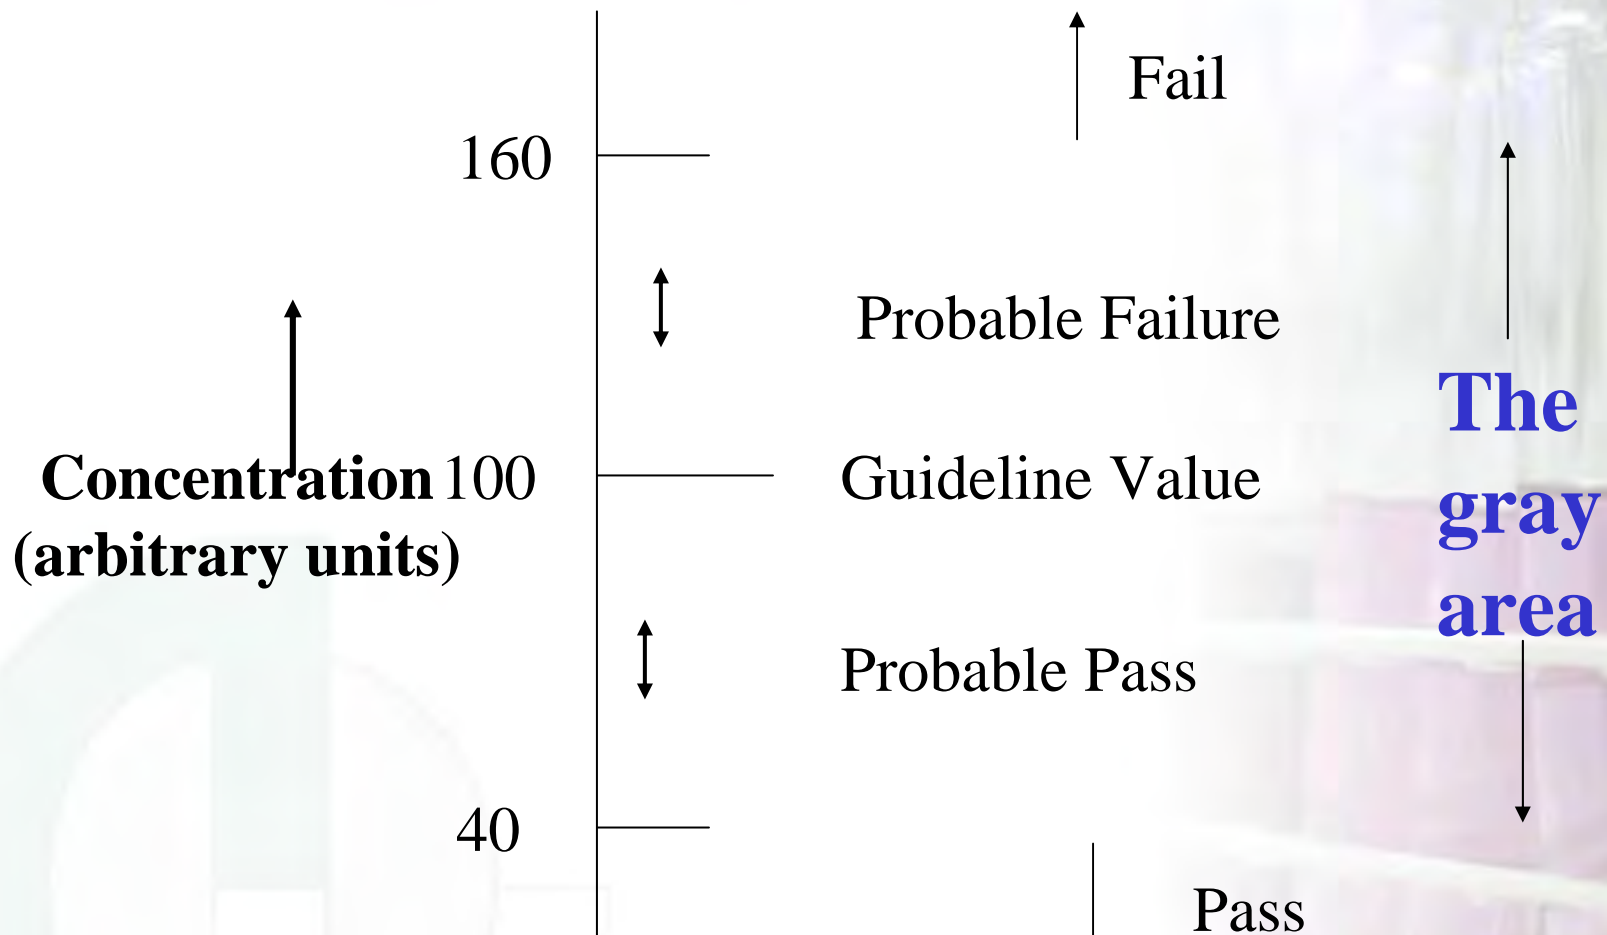 Fail
160
Probable Failure
The
Concentration 100 Guideline Value
gray
(arbitrary units)
area
Probable Pass
40
Pass